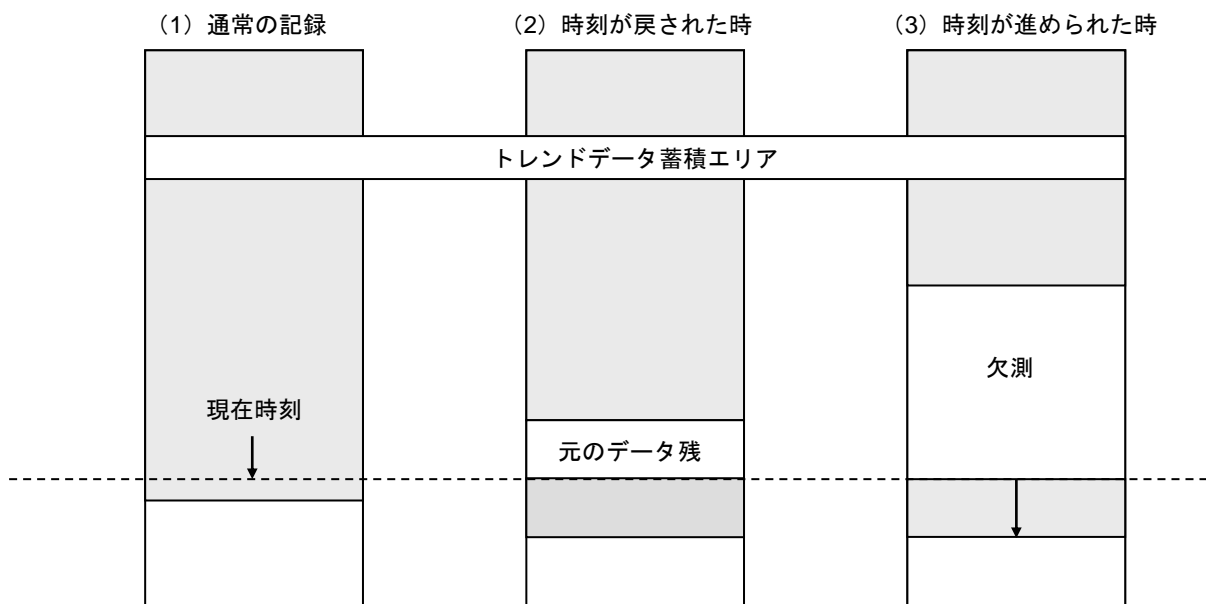 （1）通常の記録
（2）時刻が戻された時
（3）時刻が進められた時
トレンドデータ蓄積エリア
欠測
現在時刻
元のデータ残